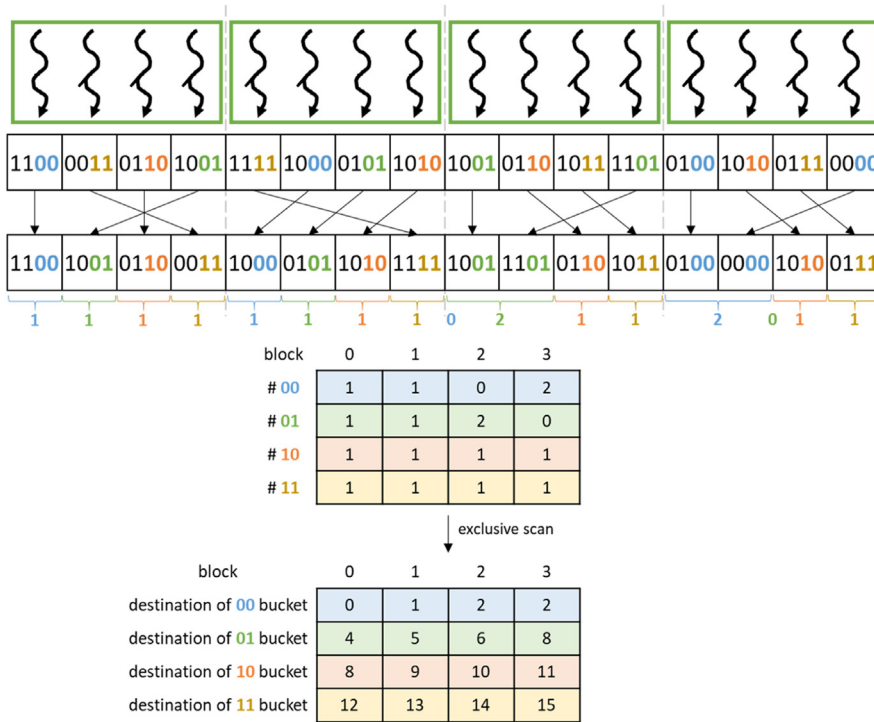 1100 0011 0110 1001 1111 1000 0101 1010 1001 0110 1011 1101 0100 1010 0111 0000
1100 1001 0110 0011 1000 0101 1010 1111 1001 1101 0110 1011 0100 0000 1010 0111
1 1 1 1 1 1 1 1 0 2 1 1 2 0 1 1
block 0 1 2 3
# 00 1 1 0 2
# 01 1 1 2 0
# 10 1 1 1 1
# 11 1 1 1 1
exclusive scan
block 0 1 2 3
destination of 00 bucket 0 1 2 2
destination of 01 bucket 4 5 6 8
destination of 10 bucket 8 9 10 11
destination of 11 bucket 12 13 14 15